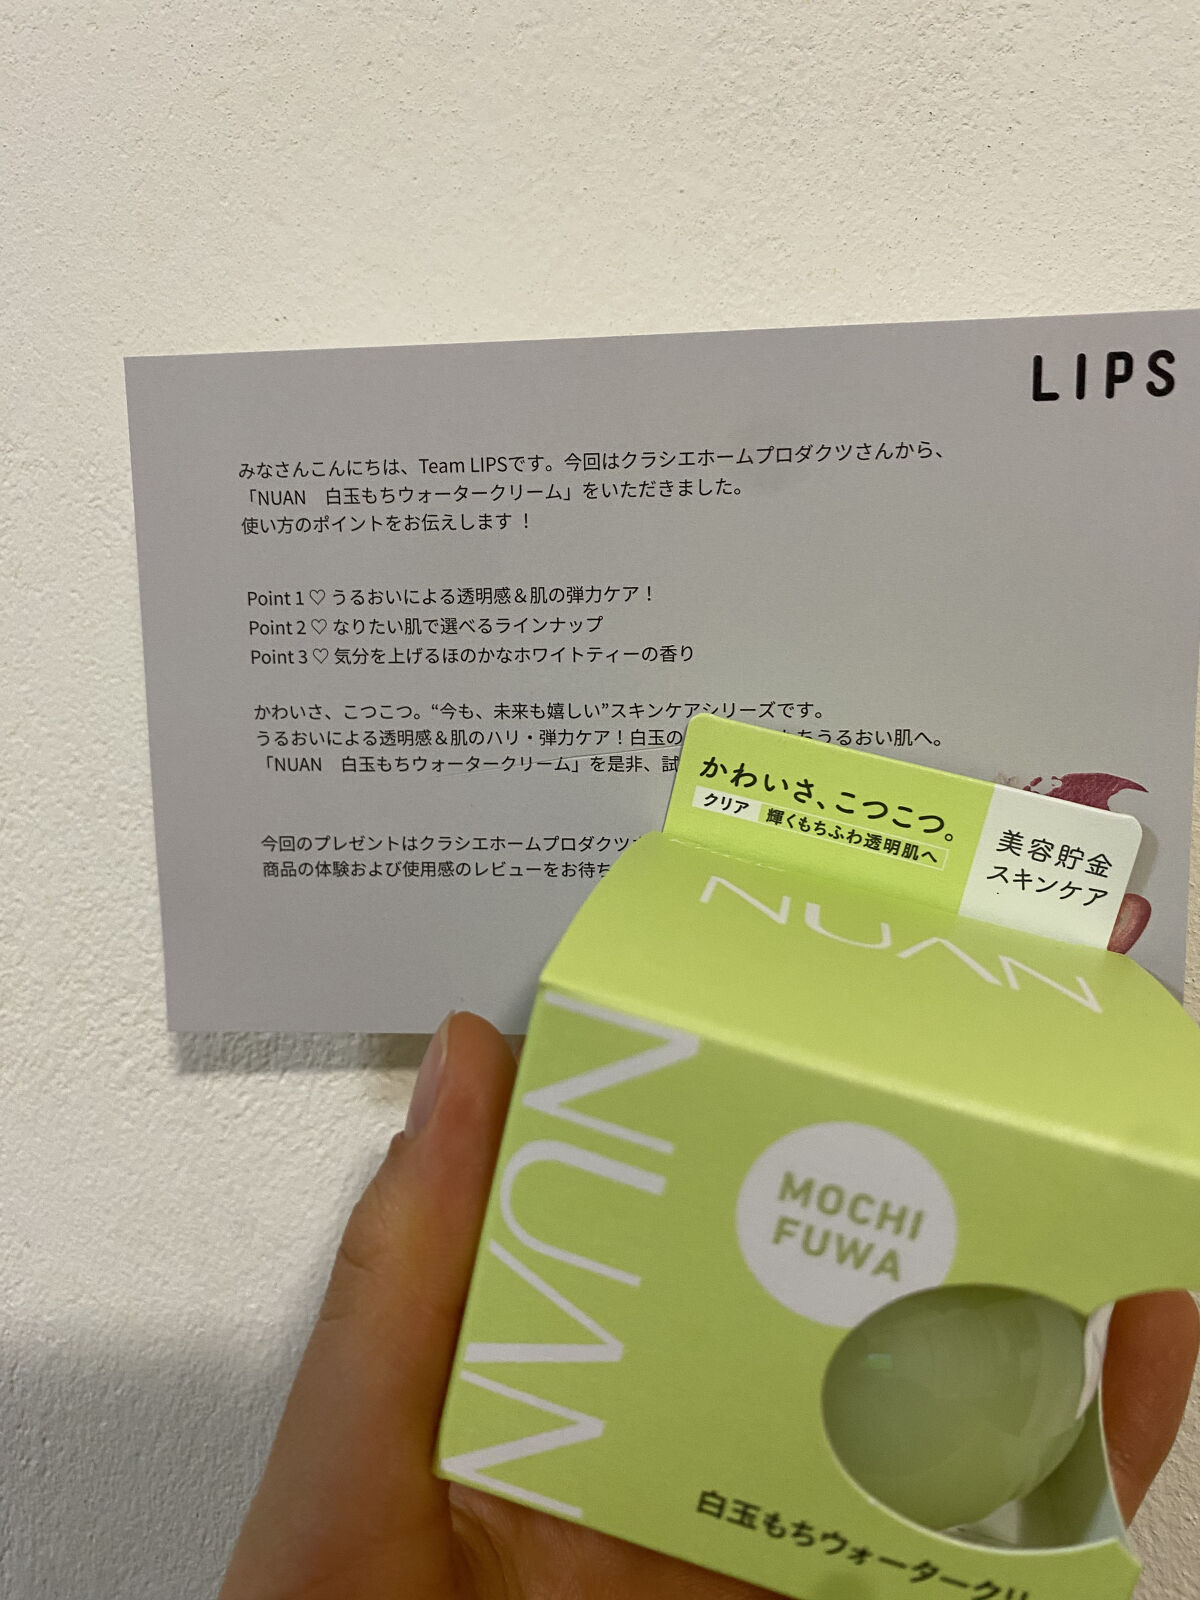 LIPS
みなさんこんにちは、Team LIPSです。今回はクラシエホームプロダクツさんから、
「NUAN　白玉もちウォータークリーム」をいただきました。
使い方のポイントをお伝えします！
Point 1 ♡ うるおいによる透明感＆肌の弾力ケア！
Point 2 ♡ なりたい肌で選べるラインナップ
Point 3 ♡ 気分を上げるほのかなホワイトティーの香り
かわいさ、こつこつ。“今も、未来も嬉しい”スキンケアシリーズです。
うるおいによる透明感＆肌のハリ・弾力ケア！白玉の もちうるおい肌へ。
「NUAN　白玉もちウォータークリーム」を是非、試
今回のプレゼントはクラシエホームプロダクツ
商品の体験および使用感のレビューをお待ち
かわいさ、こつこつ。
クリア 輝くもちふわ透明肌へ
美容貯金
スキンケア
NUAN
NUAN
MOCHI
FUWA
白玉もちウォータークリ